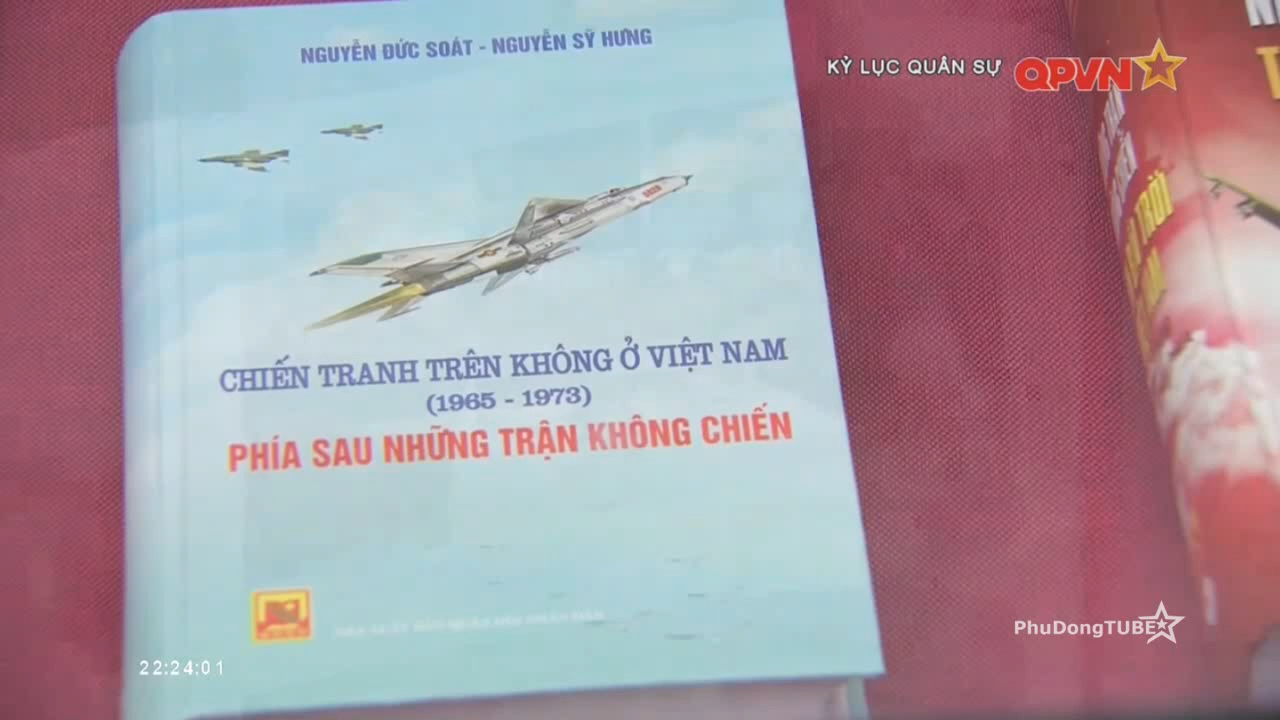 NGUYỄN ĐỨC SOÁT - NGUYỄN SỸ HƯNG
KỶ LỤC QUÂN SỰ QPVN
CHIẾN TRANH TRÊN KHÔNG Ở VIỆT NAM
(1965 - 1973)
PHÍA SAU NHỮNG TRẬN KHÔNG CHIẾN
PhuDongTUBE
22:24:01